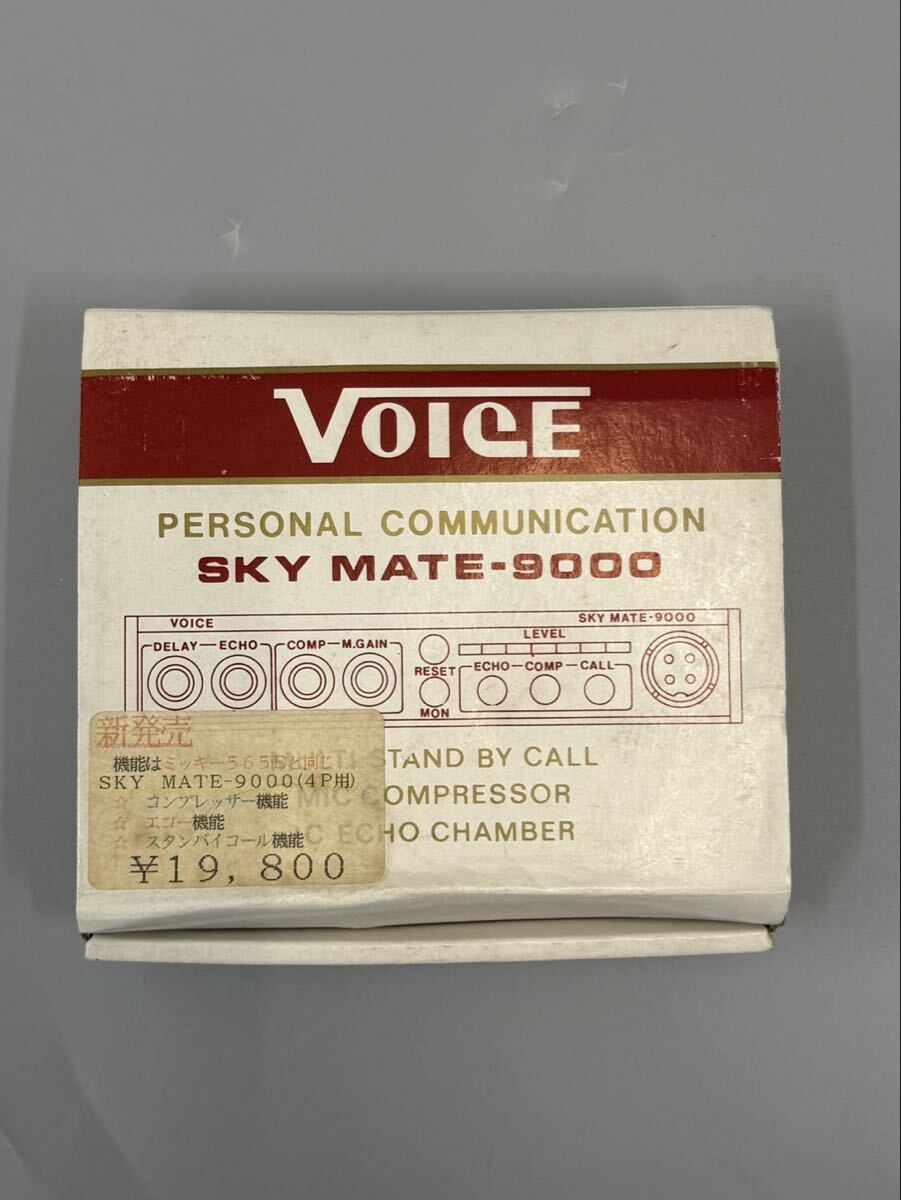 VOICE
PERSONAL COMMUNICATION
SKY MATE-9000
VOICE SKY MATE-9000
DELAY ECHO COMP M.GAIN LEVEL
RESET ECHO COMP CALL
MON
新発売
機能はミッキー565Dと同じ
SKY MATE-9000(4P用)
☆ コンプレッサー機能
☆ エコー機能
☆ スタンバイコール機能
¥19,800
STAND BY CALL
MIC COMPRESSOR
ECHO CHAMBER